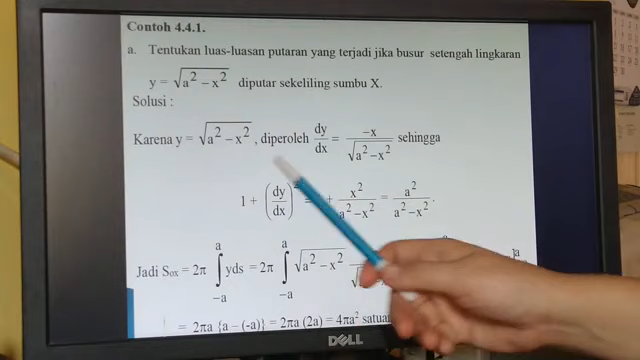 Contoh 4.4.1.
a. Tentukan luas-luasan putaran yang terjadi jika busur setengah lingkaran
y = √(a² – x²) diputar sekeliling sumbu X.
Solusi :
Karena y = √(a² – x²) , diperoleh dy/dx = –x/√(a² – x²) sehingga
1 + (dy/dx) + x²/(a² – x²) = a²/(a² – x²).
Jadi Sox = 2π ∫ₐ₋ₐ yds = 2π ∫ₐ₋ₐ √(a² – x²)
= 2πa {a – (-a)} = 2πa (2a) = 4πa² satuan
DELL